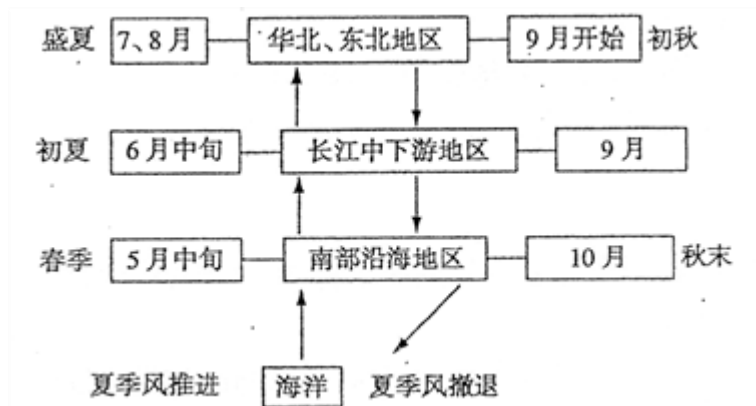 盛夏 7、8月 华北、东北地区 9月开始 初秋
初夏 6月中旬 长江中下游地区 9月
春季 5月中旬 南部沿海地区 10月 秋末
夏季风推进 海洋 夏季风撤退